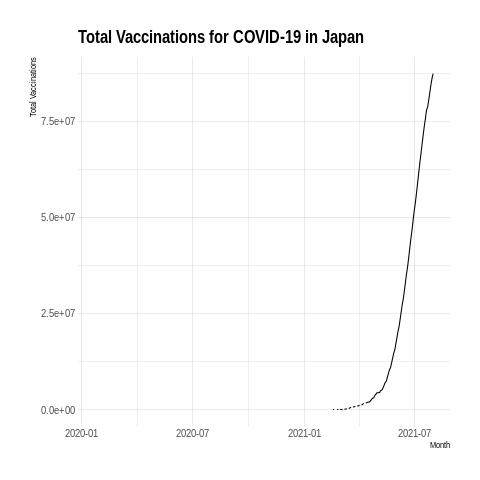 Total Vaccinations for COVID-19 in Japan
Total Vaccinations
7.5e+07
5.0e+07
2.5e+07
0.0e+00
2020-01
2020-07
2021-01
2021-07
Month